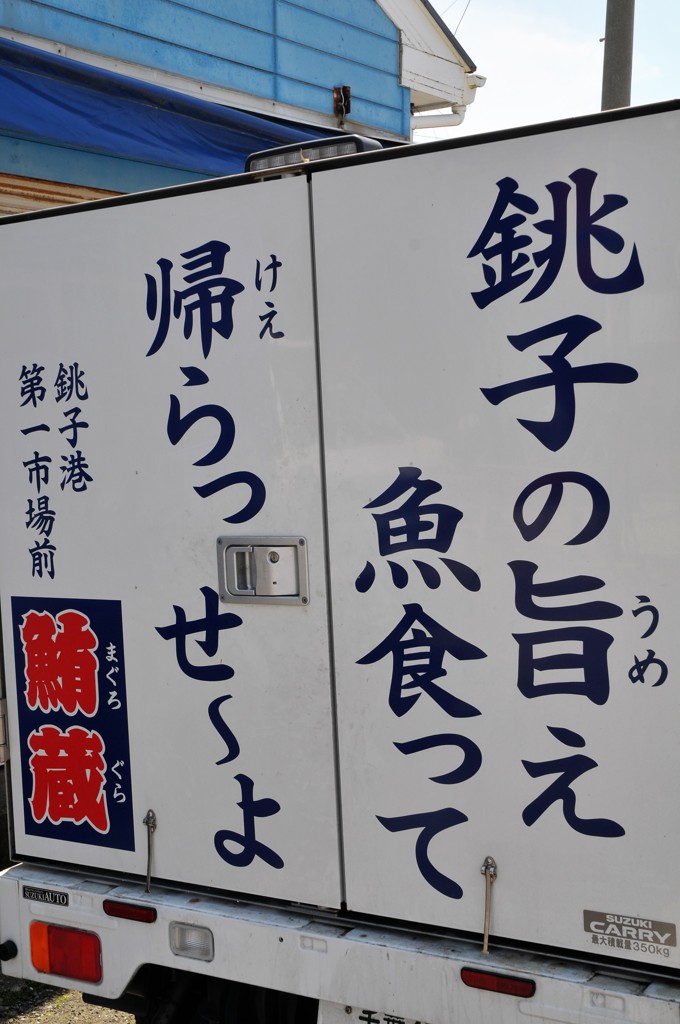 銚子の旨え
うめ
魚食って
帰らっせ～よ
けえ
銚子港
第一市場前
鮪蔵
まぐろ
ぐら
SUZUKI AUTO
SUZUKI
CARRY
最大積載量350kg